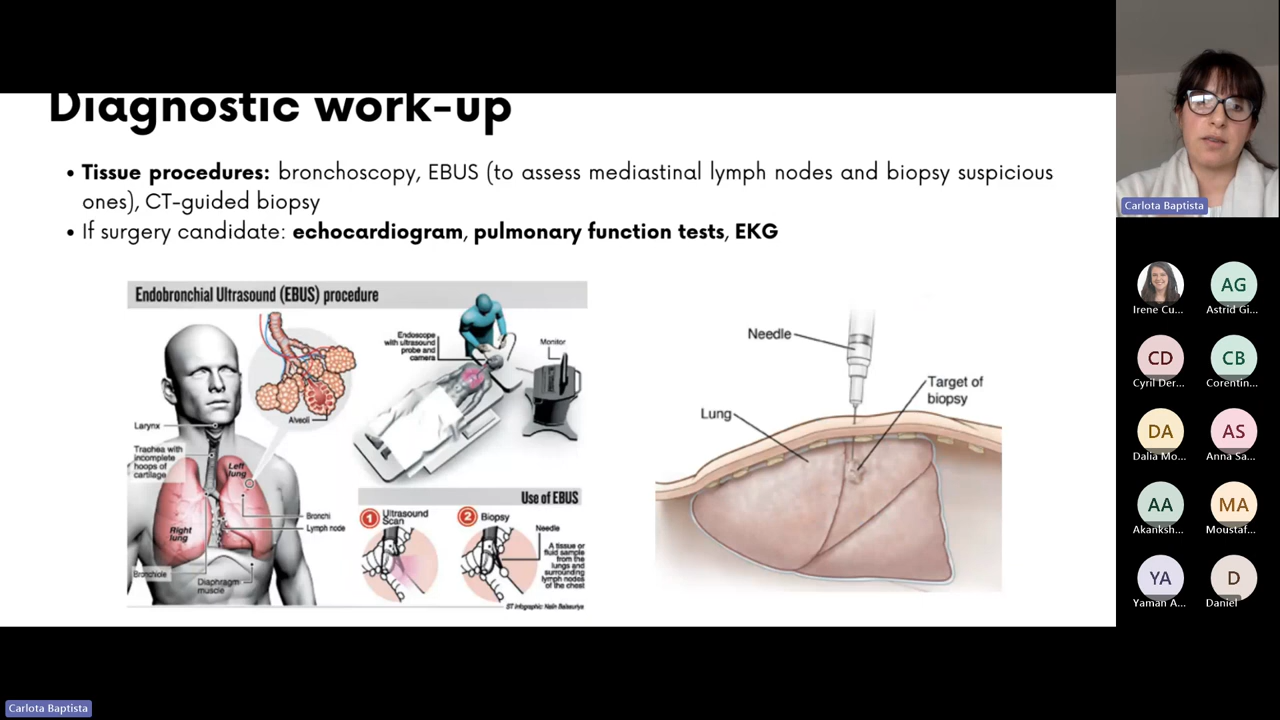 Diagnostic work-up
• Tissue procedures: bronchoscopy, EBUS (to assess mediastinal lymph nodes and biopsy suspicious
ones), CT-guided biopsy
• If surgery candidate: echocardiogram, pulmonary function tests, EKG
Endobronchial Ultrasound (EBUS) procedure
Endoscope
with ultrasound
probe and
camera
Monitor
Alveoli
Larynx
Trachea with
incomplete
hoops of
cartilage
Left
lung
Right
lung
Bronchi
Lymph node
Bronchiole
Diaphragm
muscle
Use of EBUS
1 Ultrasound
Scan
2 Biopsy
Needle
A tissue or
fluid sample
from the
lungs and
surrounding
lymph nodes
of the chest
ST Infographic Nalin Balasuriya
Needle
Target of
biopsy
Lung
Carlota Baptista
Irene Cu...
AG
Astrid Gi...
CD
Cyril Der...
CB
Corentin...
DA
Dalia Mo...
AS
Anna Sa...
AA
Akanksh...
MA
Moustaf...
YA
Yaman A...
D
Daniel
Carlota Baptista